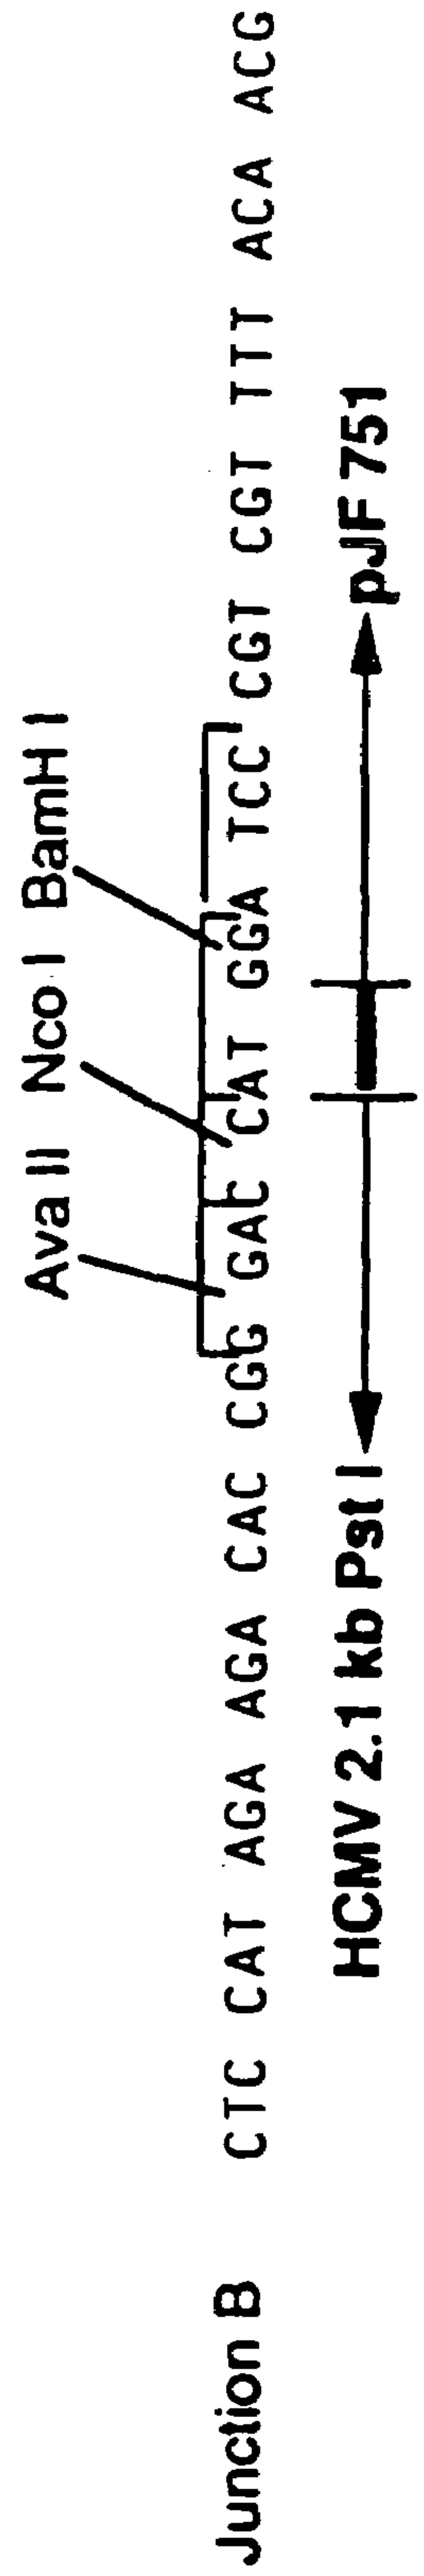 Ava II Nco I BamH I
Junction B CTC CAT AGA AGA CAC CGG GAC CAT GGA TCC CGT CGT TTT ACA ACG
HCMV 2.1 kb Pst I pJF 751